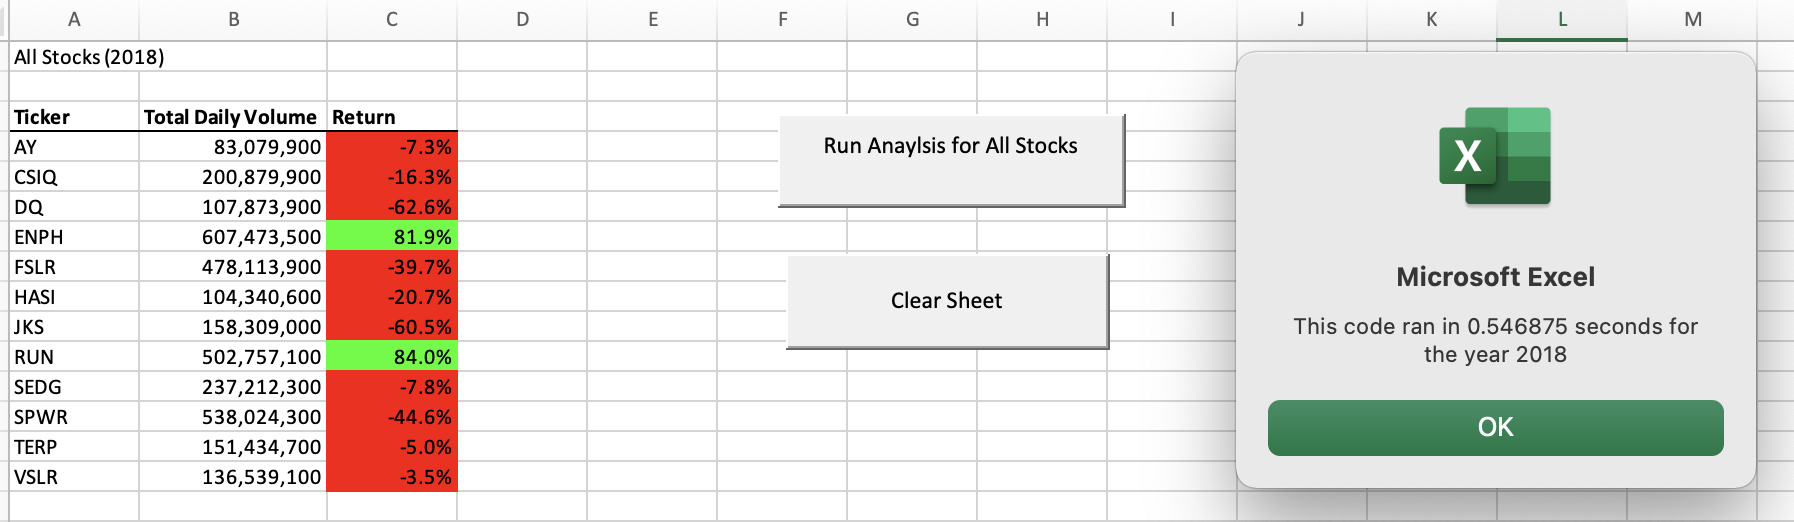 A B C D E F G H I J K L M
All Stocks (2018)
Ticker Total Daily Volume Return
AY 83,079,900 -7.3%
CSIQ 200,879,900 -16.3%
DQ 107,873,900 -62.6%
ENPH 607,473,500 81.9%
FSLR 478,113,900 -39.7%
HASI 104,340,600 -20.7%
JKS 158,309,000 -60.5%
RUN 502,757,100 84.0%
SEDG 237,212,300 -7.8%
SPWR 538,024,300 -44.6%
TERP 151,434,700 -5.0%
VSLR 136,539,100 -3.5%
Run Anaylsis for All Stocks
Clear Sheet
X
Microsoft Excel
This code ran in 0.546875 seconds for
the year 2018
OK